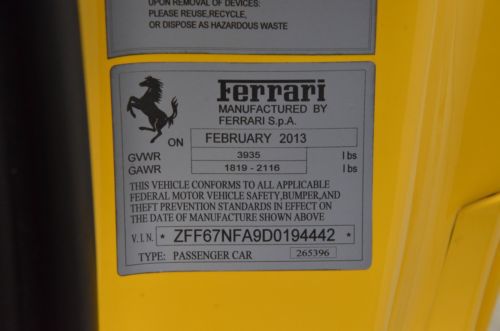 UPON REMOVAL OF DEVICES:
PLEASE REUSE,RECYCLE,
OR DISPOSE AS HAZARDOUS WASTE
Ferrari
MANUFACTURED BY
FERRARI S.p.A.
ON FEBRUARY 2013
GVWR 3935 lbs
GAWR 1819 - 2116 lbs
THIS VEHICLE CONFORMS TO ALL APPLICABLE
FEDERAL MOTOR VEHICLE SAFETY,BUMPER,AND
THEFT PREVENTION STANDARDS IN EFFECT ON
THE DATE OF MANUFACTURE SHOWN ABOVE
V.I.N. * ZFF67NFA9D0194442 *
TYPE: PASSENGER CAR 265396